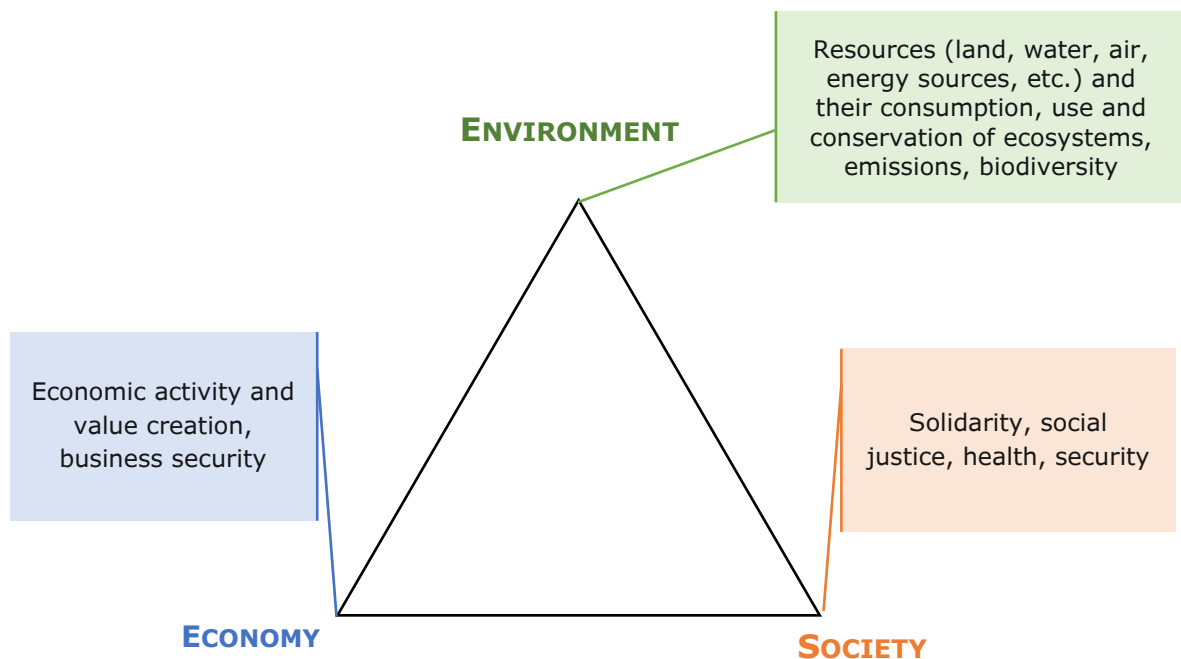 Resources (land, water, air,
energy sources, etc.) and
their consumption, use and
conservation of ecosystems,
emissions, biodiversity
ENVIRONMENT
Economic activity and
value creation,
business security
Solidarity, social
justice, health, security
ECONOMY
SOCIETY